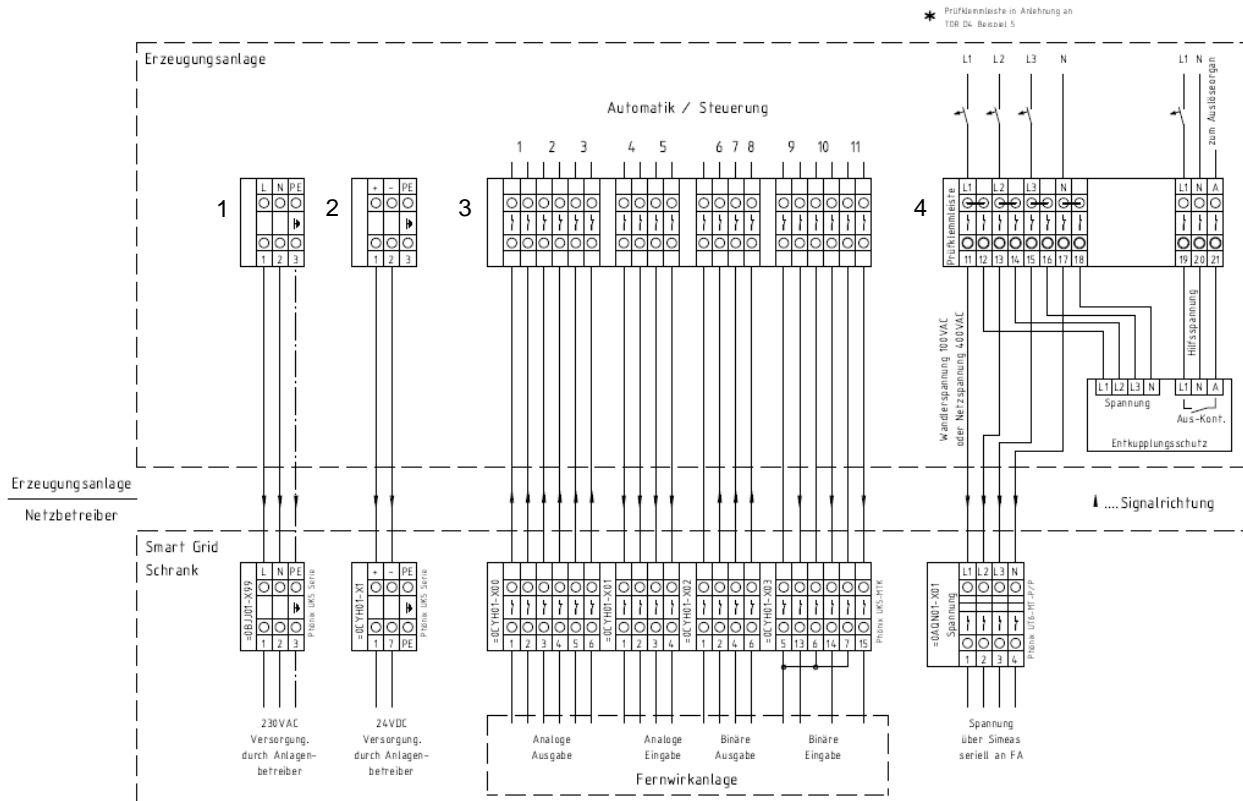 * Prüfklemmleiste in Anlehnung an
TOR D4 Beispiel 5
Erzeugungsanlage
Automatik / Steuerung
L1 L2 L3 N
L1 N zum Auslöseorgan
1 2 3 4 5 6 7 8 9 10 11
1
L N PE
1 2 3
2
+ - PE
1 2 3
3
4
Prüfklemmleiste
L1 L2 L3 N
11 12 13 14 15 16 17 18
L1 N A
19 20 21
Wandlerspannung 100VAC
oder Netzspannung 400VAC
Hilfsspannung
L1 L2 L3 N
Spannung
L1 N A
Aus-Kont.
Entkupplungsschutz
Erzeugungsanlage
Netzbetreiber
....Signalrichtung
Smart Grid
Schrank
=0BJJ01-X99
L N PE
1 2 3
Phönix UK5 Serie
=0CYH01-X1
+ - PE
1 7 PE
Phönix UK5 Serie
=0CYH01-X00
1 2 3 4 5 6
=0CYH01-X01
1 2 3 4
=0CYH01-X02
1 2 4 6
=0CYH01-X03
5 13 6 14 7 15
Phönix UK5-MTK
=0AQN01-X01
Spannung
L1 L2 L3 N
1 2 3 4
Phönix UT6-MT-P/P
230VAC
Versorgung.
durch Anlagen-
betreiber
24VDC
Versorgung.
durch Anlagen-
betreiber
Analoge
Ausgabe
Analoge
Eingabe
Binäre
Ausgabe
Binäre
Eingabe
Fernwirkanlage
Spannung
über Simeas
seriell an FA